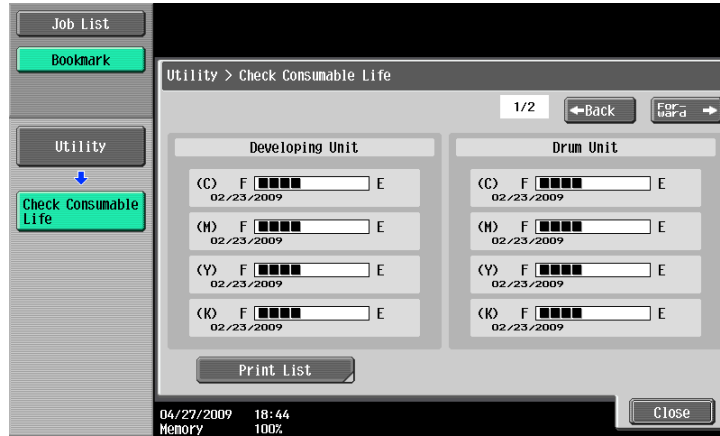 Job List
Bookmark
Utility > Check Consumable Life
1/2
←Back
For-
ward →
Utility
Check Consumable
Life
Developing Unit
(C) F E
02/23/2009
(M) F E
02/23/2009
(Y) F E
02/23/2009
(K) F E
02/23/2009
Drum Unit
(C) F E
02/23/2009
(M) F E
02/23/2009
(Y) F E
02/23/2009
(K) F E
02/23/2009
Print List
04/27/2009 18:44
Memory 100%
Close